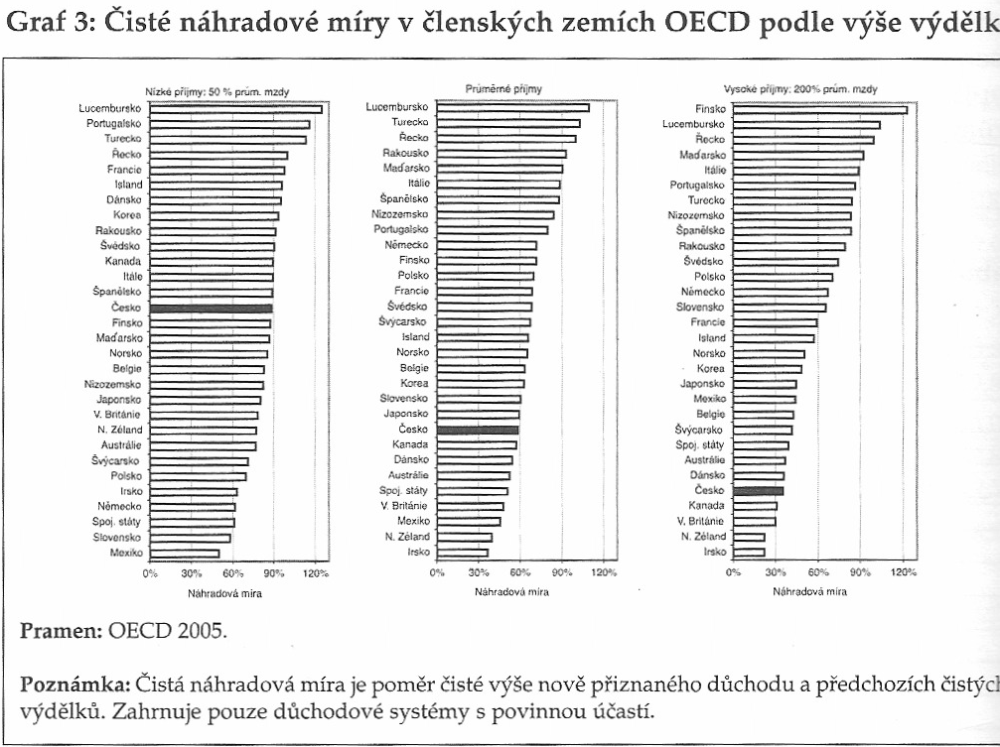 Graf 3: Čisté náhradové míry v členských zemích OECD podle výše výdělk
Nízké příjmy: 50 % prům. mzdy
Lucembursko
Portugalsko
Turecko
Řecko
Francie
Island
Dánsko
Korea
Rakousko
Švédsko
Kanada
Itále
Španělsko
Česko
Finsko
Maďarsko
Norsko
Belgie
Nizozemsko
Japonsko
V. Británie
N. Zéland
Austrálie
Švýcarsko
Polsko
Irsko
Německo
Spoj. státy
Slovensko
Mexiko
0% 30% 60% 90% 120%
Náhradová míra
Průměrné příjmy
Lucembursko
Turecko
Řecko
Rakousko
Maďarsko
Itálie
Španělsko
Nizozemsko
Portugalsko
Německo
Finsko
Polsko
Francie
Švédsko
Švýcarsko
Island
Norsko
Belgie
Korea
Slovensko
Japonsko
Česko
Kanada
Dánsko
Austrálie
Spoj. státy
V. Británie
Mexiko
N. Zéland
Irsko
0% 30% 60% 90% 120%
Náhradová míra
Vysoké příjmy: 200% prům. mzdy
Finsko
Lucembursko
Řecko
Maďarsko
Itálie
Portugalsko
Turecko
Nizozemsko
Španělsko
Rakousko
Švédsko
Polsko
Německo
Slovensko
Francie
Island
Norsko
Korea
Japonsko
Mexiko
Belgie
Švýcarsko
Spoj. státy
Austrálie
Dánsko
Česko
Kanada
V. Británie
N. Zéland
Irsko
0% 30% 60% 90% 120%
Náhradová míra
Pramen: OECD 2005.
Poznámka: Čistá náhradová míra je poměr čisté výše nově přiznaného důchodu a předchozích čistých
výdělků. Zahrnuje pouze důchodové systémy s povinnou účastí.